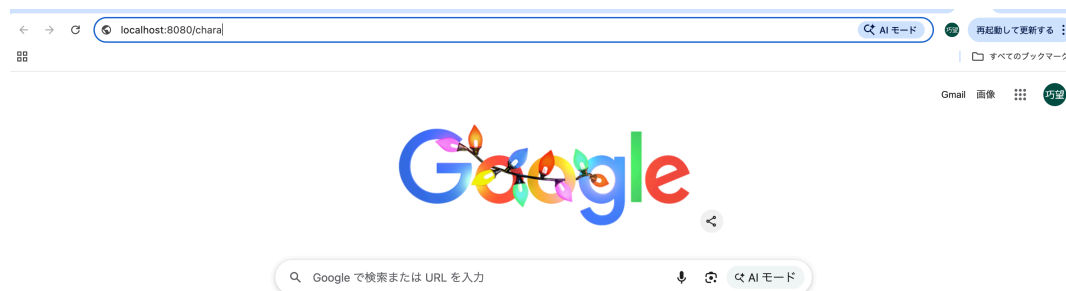 localhost:8080/chara
AI モード
巧望
再起動して更新する
すべてのブックマーク
Gmail 画像
巧望
Google
Google で検索または URL を入力
AI モード